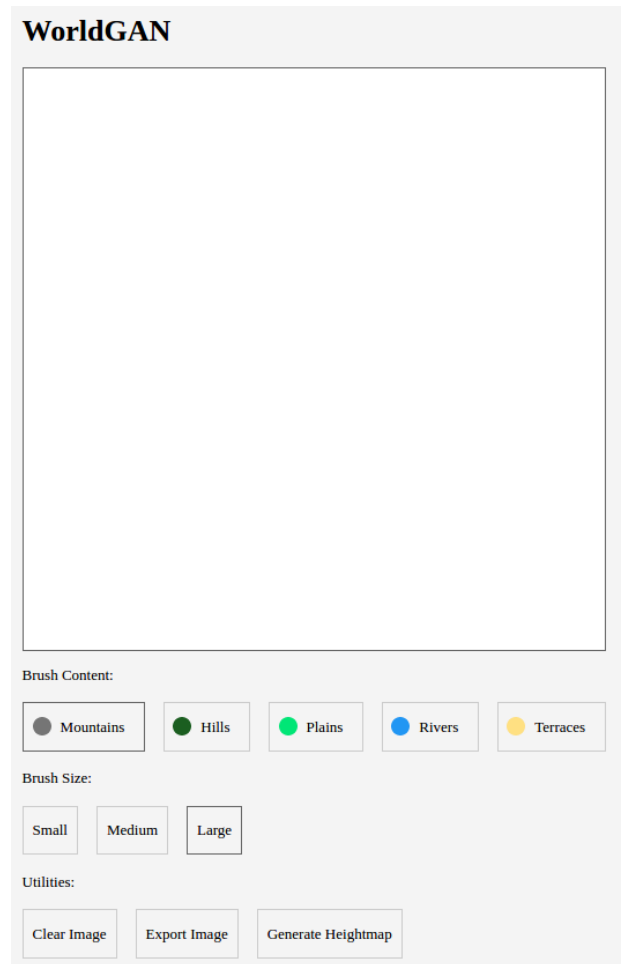 WorldGAN
Brush Content:
Mountains Hills Plains Rivers Terraces
Brush Size:
Small Medium Large
Utilities:
Clear Image Export Image Generate Heightmap